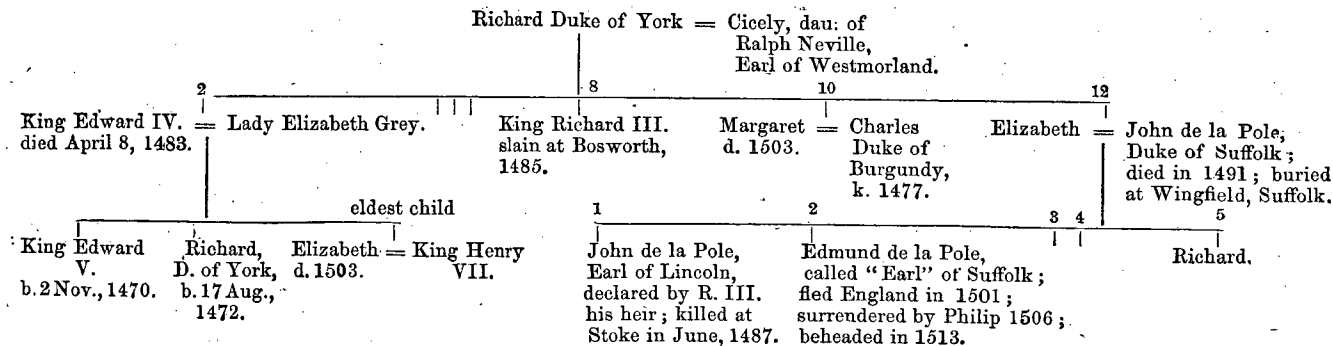 Richard Duke of York = Cicely, dau: of
Ralph Neville,
Earl of Westmorland.
2 8 10 12
King Edward IV. = Lady Elizabeth Grey.
died April 8, 1483.
King Richard III.
slain at Bosworth,
1485.
Margaret = Charles
d. 1503. Duke of
Burgundy,
k. 1477.
Elizabeth = John de la Pole,
Duke of Suffolk;
died in 1491; buried
at Wingfield, Suffolk.
eldest child
King Edward
V.
b. 2 Nov., 1470.
Richard,
D. of York,
b. 17 Aug.,
1472.
Elizabeth = King Henry
d. 1503. VII.
1 2 3 4 5
John de la Pole,
Earl of Lincoln,
declared by R. III.
his heir; killed at
Stoke in June, 1487.
Edmund de la Pole,
called "Earl" of Suffolk;
fled England in 1501;
surrendered by Philip 1506;
beheaded in 1513.
Richard.